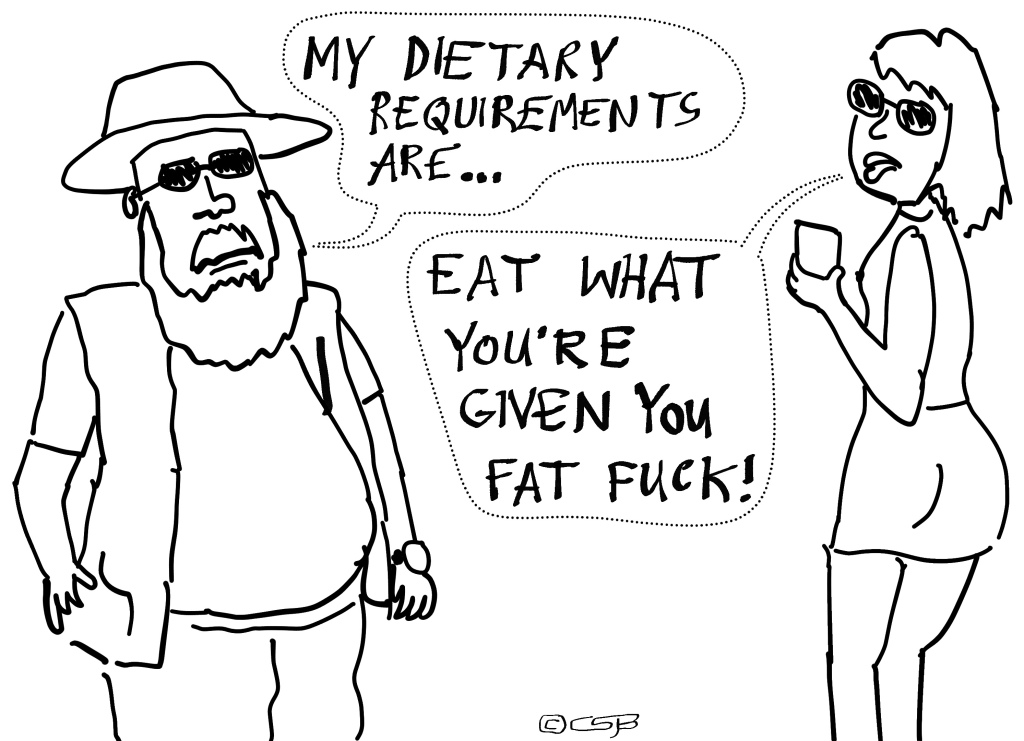 MY DIETARY
REQUIREMENTS
ARE...
EAT WHAT
YOU'RE
GIVEN YOU
FAT FUCK!
© CSB